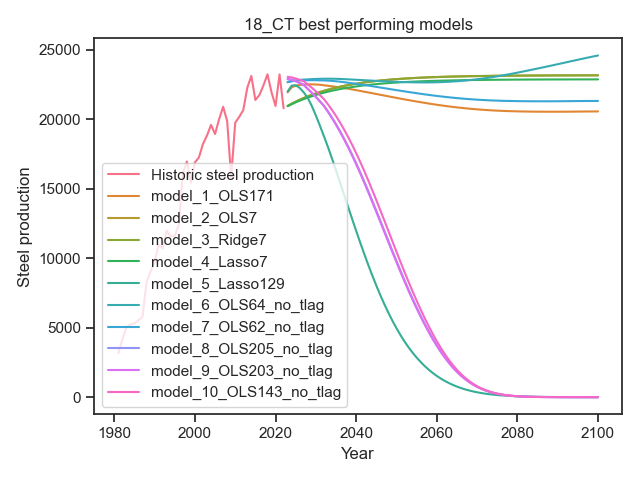 18_CT best performing models
25000
20000
15000
10000
5000
0
Steel production
Historic steel production
model_1_OLS171
model_2_OLS7
model_3_Ridge7
model_4_Lasso7
model_5_Lasso129
model_6_OLS64_no_tlag
model_7_OLS62_no_tlag
model_8_OLS205_no_tlag
model_9_OLS203_no_tlag
model_10_OLS143_no_tlag
1980 2000 2020 2040 2060 2080 2100
Year